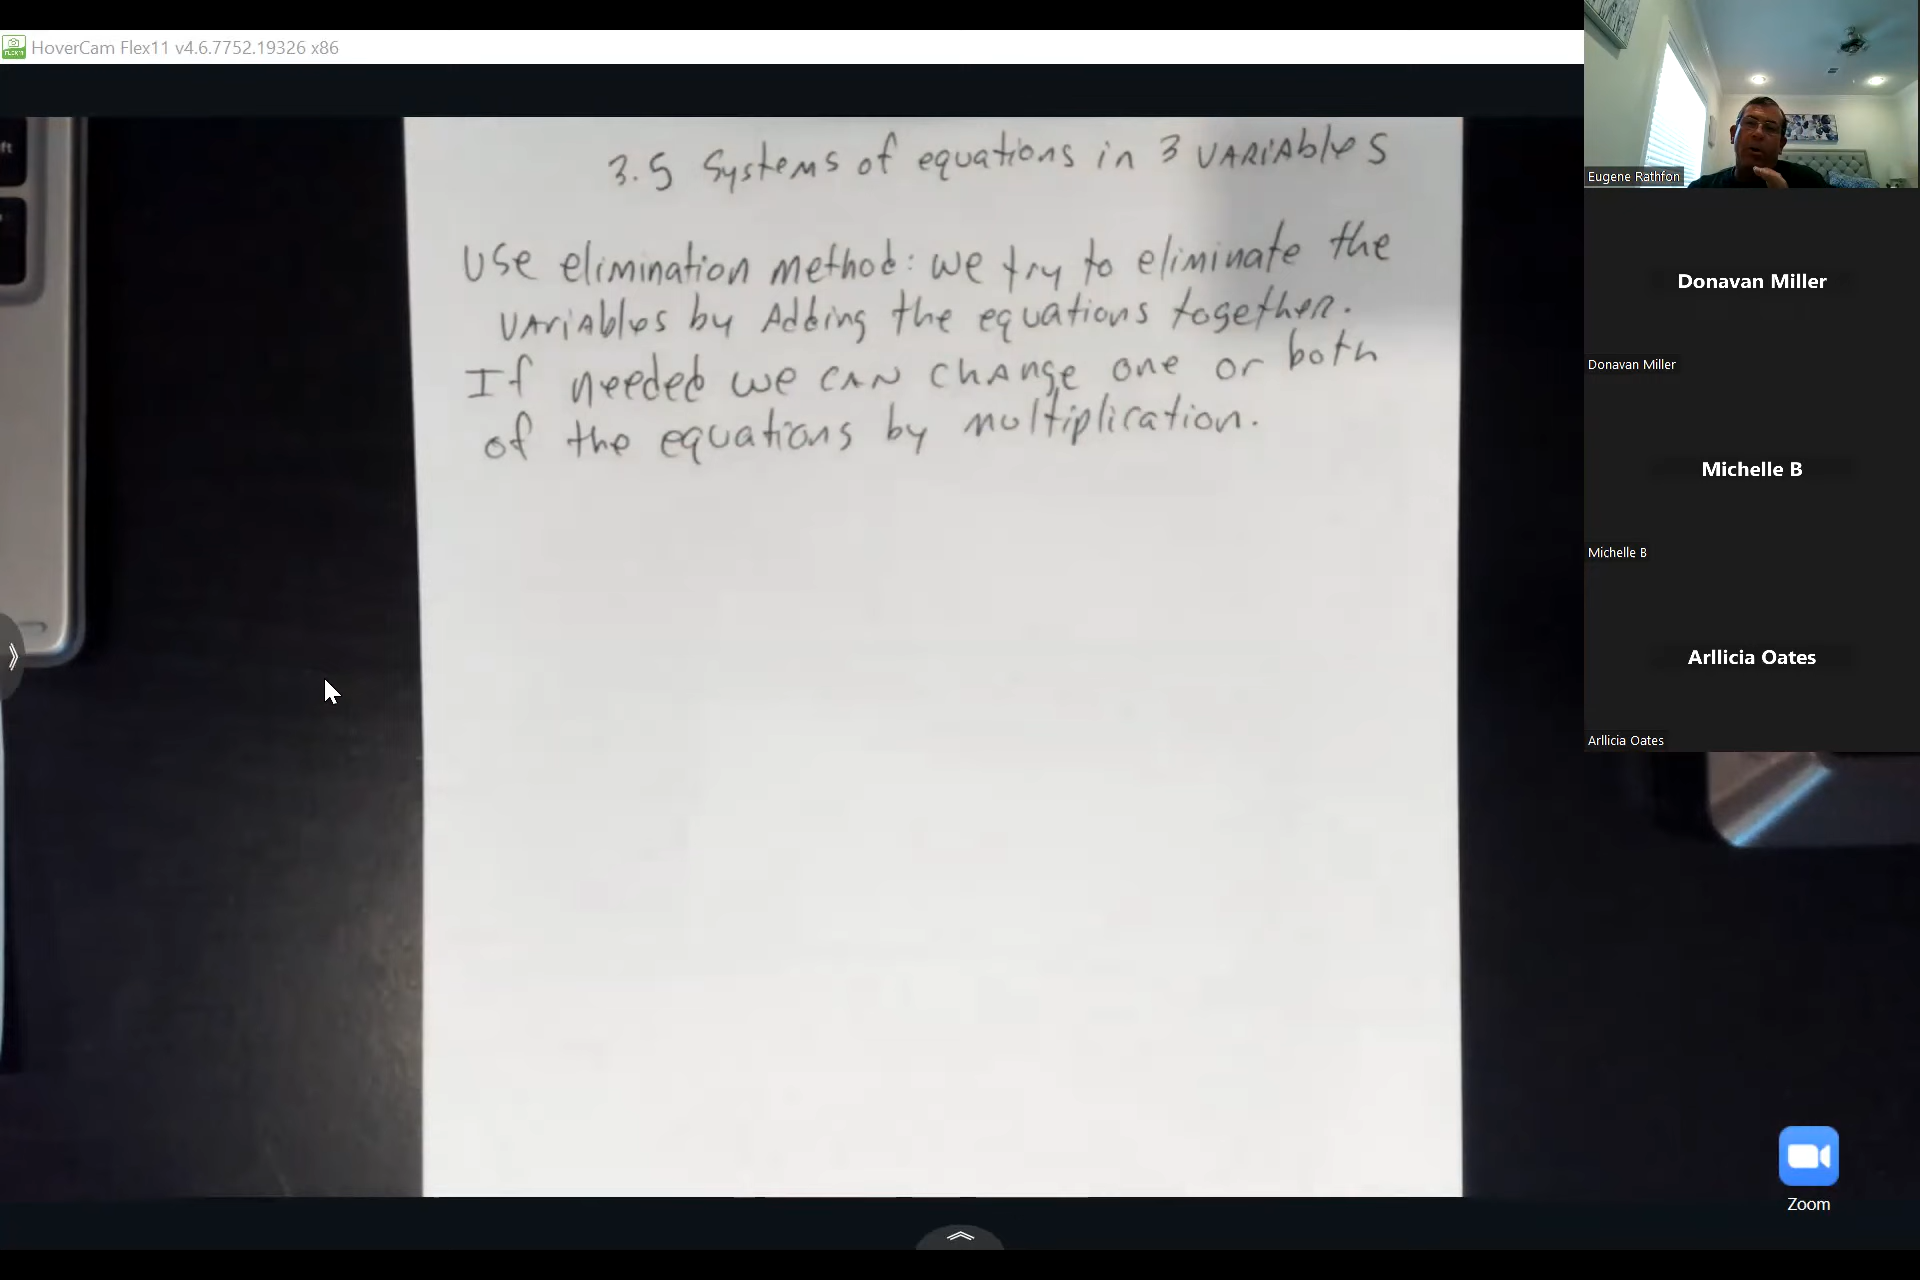 HoverCam Flex11 v4.6.7752.19326 x86
3.5 Systems of equations in 3 VARiAbles
Use elimination method: we try to eliminate the
VARiAbles by Adding the equations together.
If needed we CAN change one or both
of the equations by multiplication.
ft
Eugene Rathfon
Donavan Miller
Donavan Miller
Michelle B
Michelle B
Arllicia Oates
Arllicia Oates
Zoom